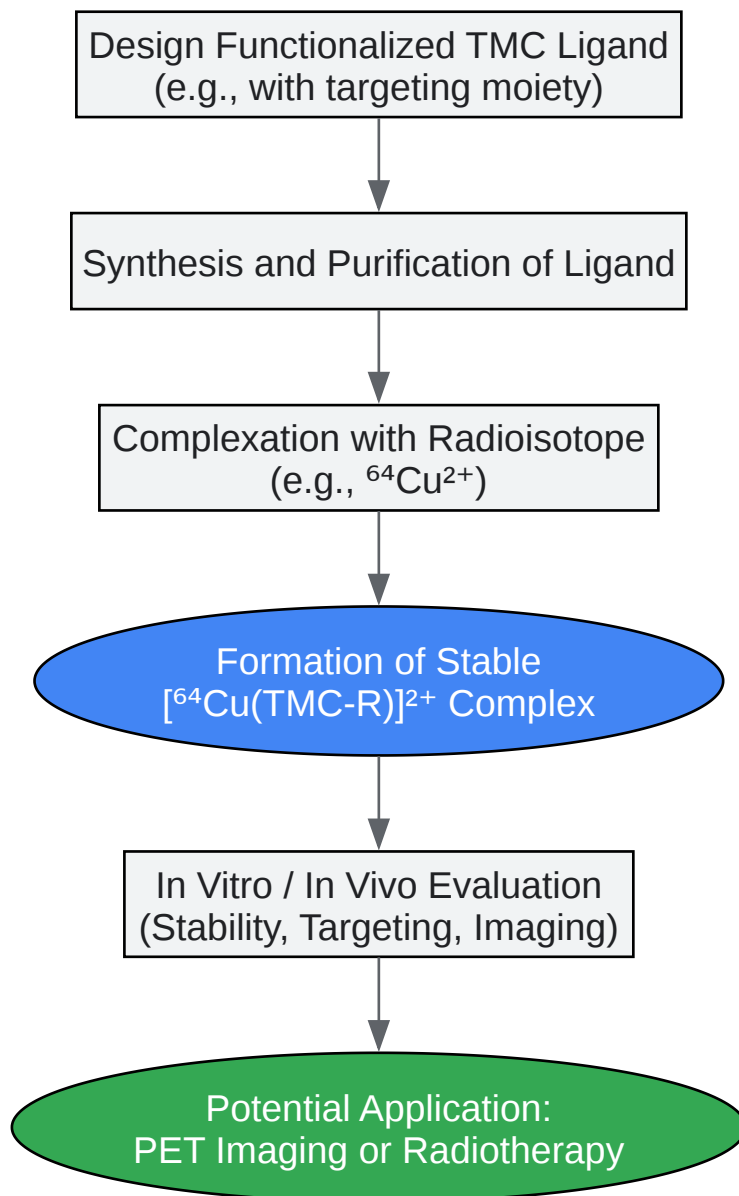 Design Functionalized TMC Ligand
(e.g., with targeting moiety)
Synthesis and Purification of Ligand
Complexation with Radioisotope
(e.g., ⁶⁴Cu²⁺)
Formation of Stable
[⁶⁴Cu(TMC-R)]²⁺ Complex
In Vitro / In Vivo Evaluation
(Stability, Targeting, Imaging)
Potential Application:
PET Imaging or Radiotherapy